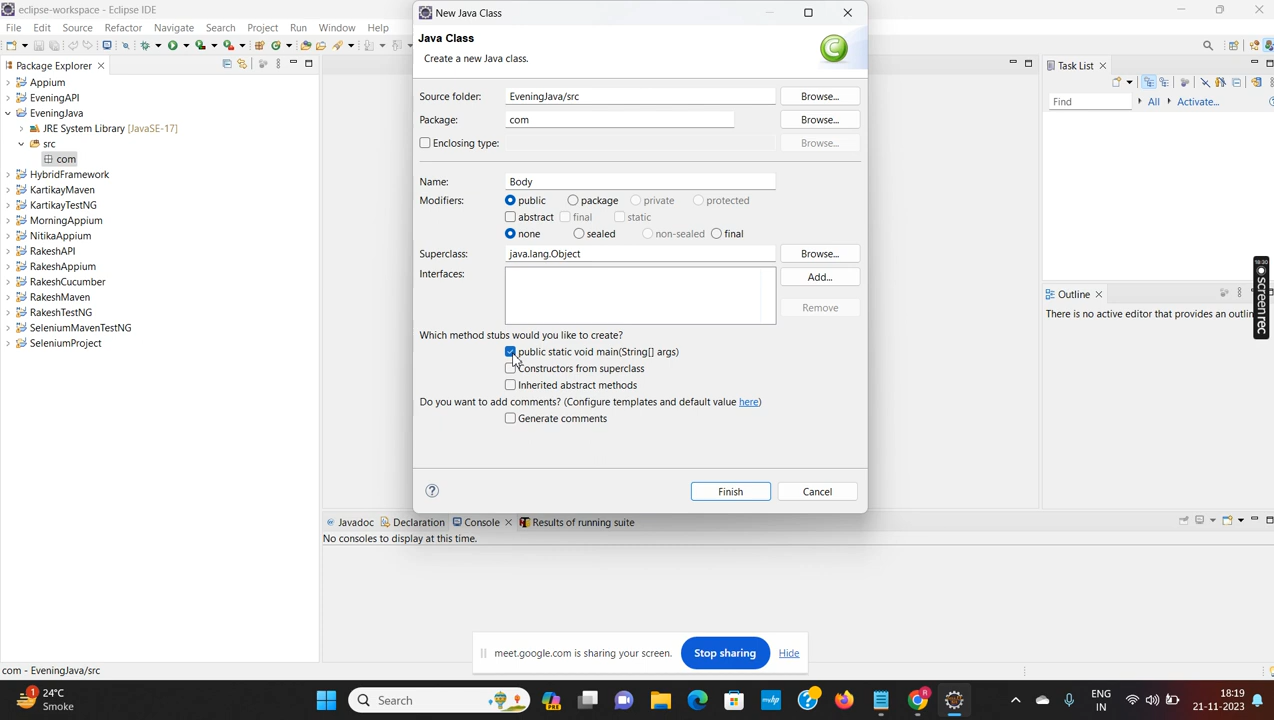 eclipse-workspace - Eclipse IDE
File Edit Source Refactor Navigate Search Project Run Window Help
Package Explorer
Appium
EveningAPI
EveningJava
JRE System Library [JavaSE-17]
src
com
HybridFramework
KartikayMaven
KartikayTestNG
MorningAppium
NitikaAppium
RakeshAPI
RakeshAppium
RakeshCucumber
RakeshMaven
RakeshTestNG
SeleniumMavenTestNG
SeleniumProject
New Java Class
Java Class
Create a new Java class.
Source folder: EveningJava/src Browse...
Package: com Browse...
Enclosing type: Browse...
Name: Body
Modifiers: public package private protected
abstract final static
none sealed non-sealed final
Superclass: java.lang.Object Browse...
Interfaces: Add...
Remove
Which method stubs would you like to create?
public static void main(String[] args)
Constructors from superclass
Inherited abstract methods
Do you want to add comments? (Configure templates and default value here)
Generate comments
Finish Cancel
Task List
Find All Activate...
Outline
There is no active editor that provides an outlin
19:30
screenrec
Javadoc Declaration Console Results of running suite
No consoles to display at this time.
meet.google.com is sharing your screen. Stop sharing Hide
com - EveningJava/src
1
24°C
Smoke
Search
ENG
IN
18:19
21-11-2023